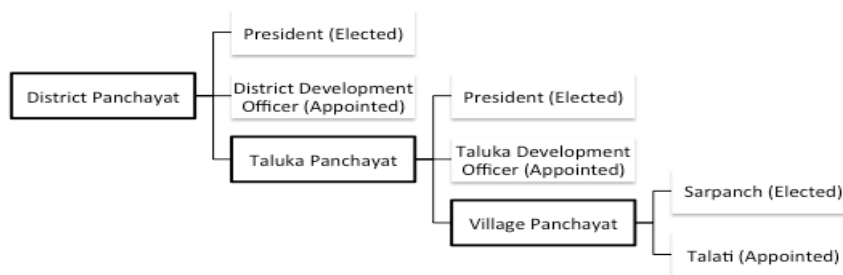 President (Elected)
District Panchayat
District Development
Officer (Appointed)
President (Elected)
Taluka Panchayat
Taluka Development
Officer (Appointed)
Sarpanch (Elected)
Village Panchayat
Talati (Appointed)